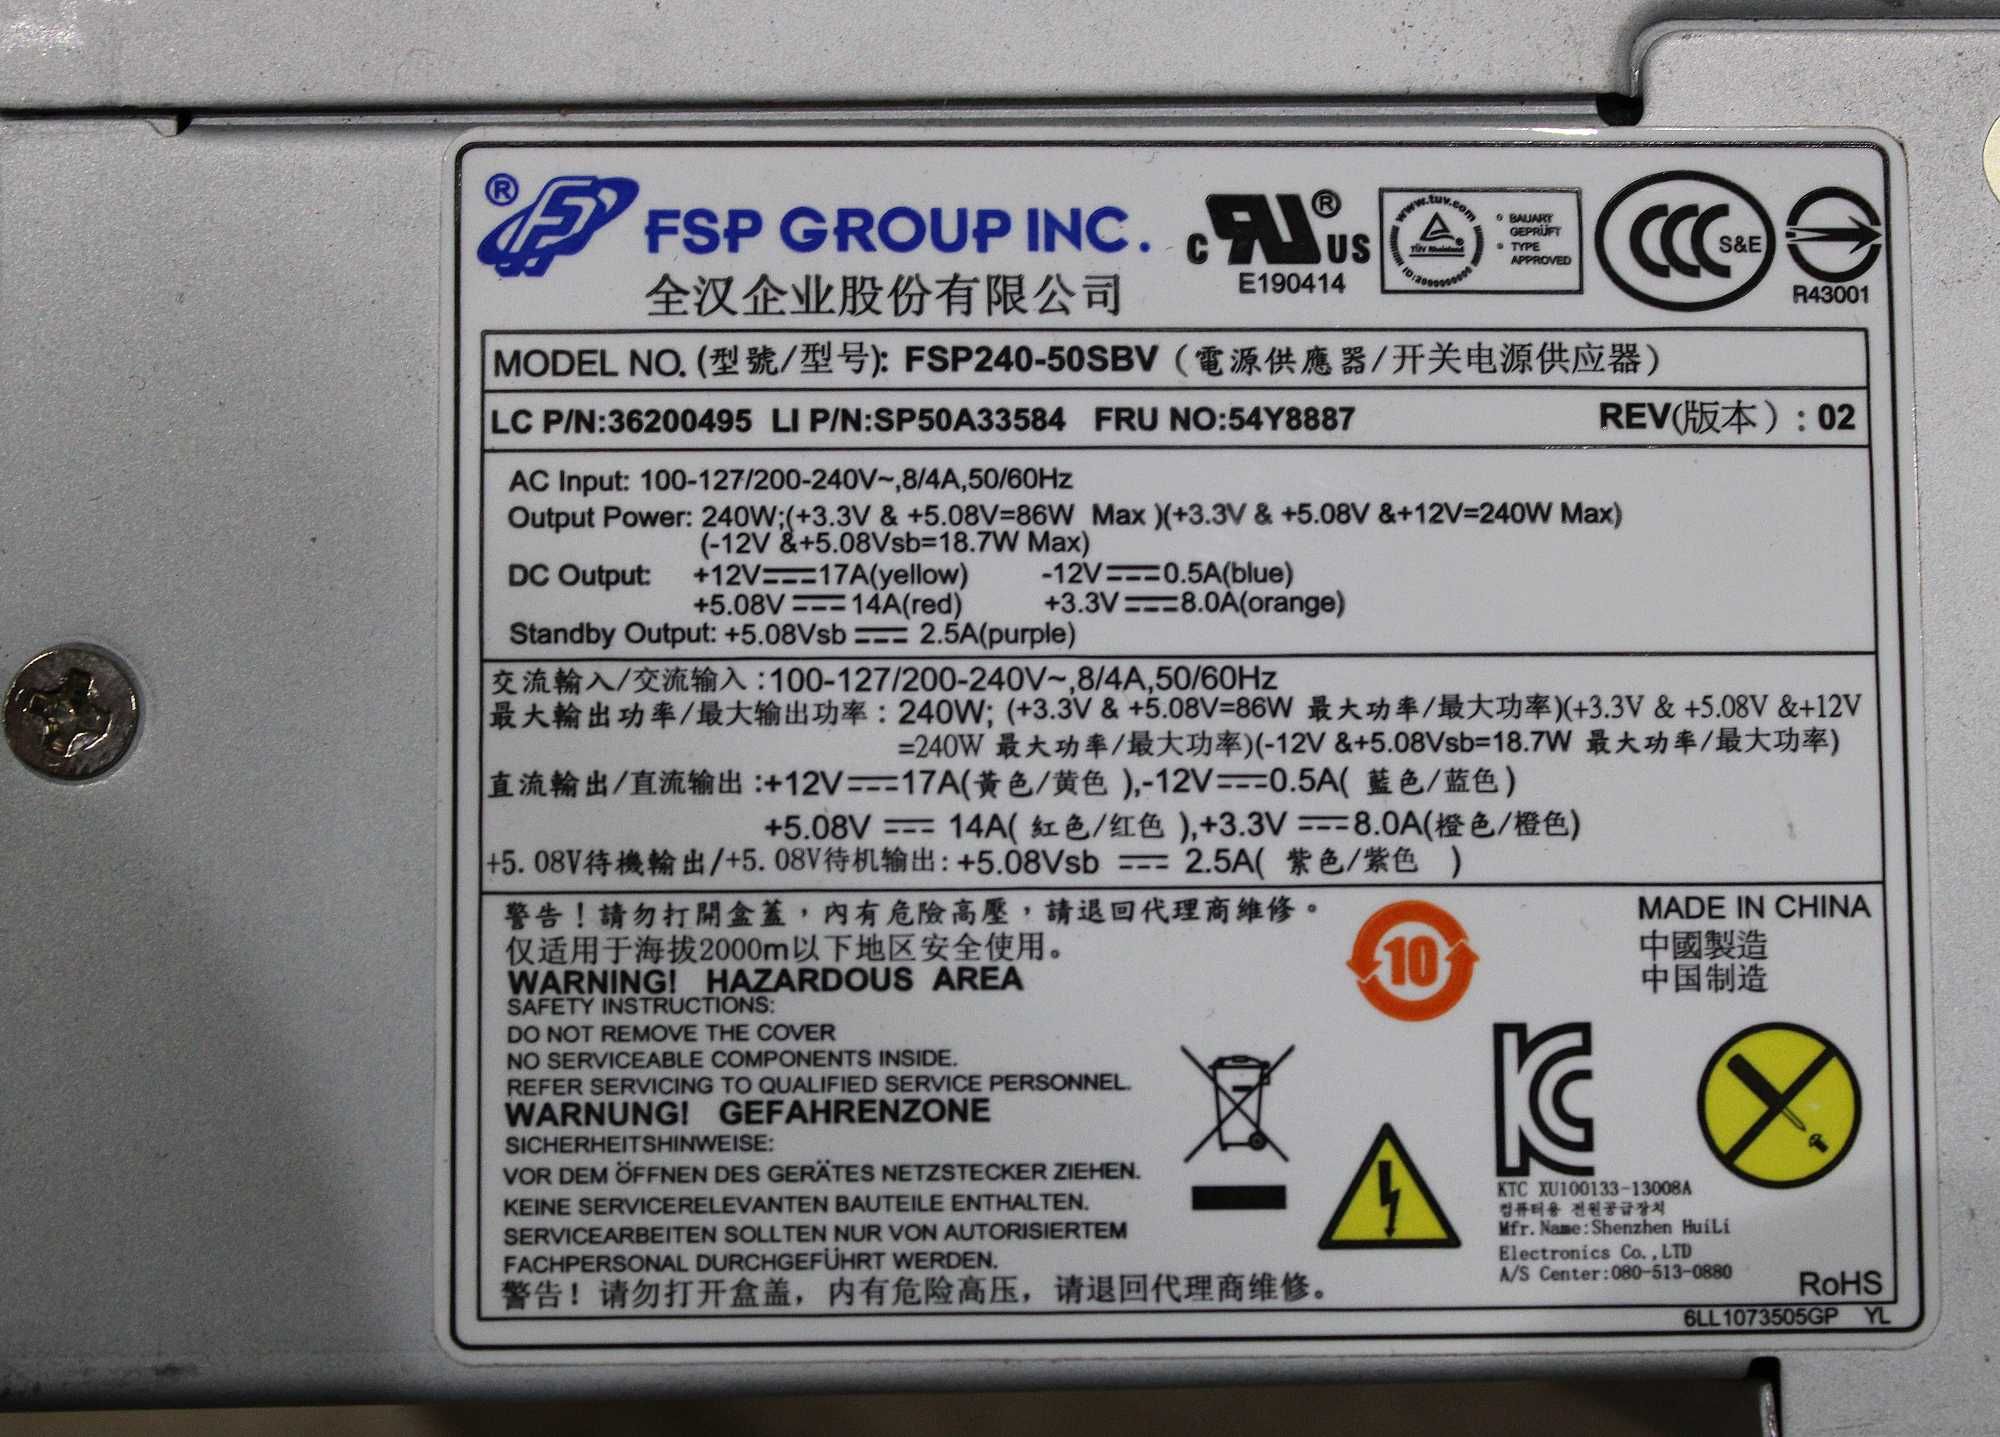 ® FSP GROUP INC.
全汉企业股份有限公司
c RU ® US
E190414
www.tuv.com
TÜV Rheinland
BAUART
GEPRÜFT
TYPE
APPROVED
CCC S&E
R43001
MODEL NO. (型號/型号): FSP240-50SBV (電源供應器/开关电源供应器)
LC P/N:36200495 LI P/N:SP50A33584 FRU NO:54Y8887 REV(版本) : 02
AC Input: 100-127/200-240V~,8/4A,50/60Hz
Output Power: 240W;(+3.3V & +5.08V=86W Max )(+3.3V & +5.08V &+12V=240W Max)
(-12V &+5.08Vsb=18.7W Max)
DC Output: +12V⎓17A(yellow) -12V⎓0.5A(blue)
+5.08V ⎓ 14A(red) +3.3V⎓8.0A(orange)
Standby Output: +5.08Vsb ⎓ 2.5A(purple)
交流輸入/交流输入 :100-127/200-240V~,8/4A,50/60Hz
最大輸出功率/最大输出功率 : 240W; (+3.3V & +5.08V=86W 最大功率/最大功率)(+3.3V & +5.08V &+12V
=240W 最大功率/最大功率)(-12V &+5.08Vsb=18.7W 最大功率/最大功率)
直流輸出/直流输出 :+12V⎓17A(黃色/黄色 ),-12V⎓0.5A( 藍色/蓝色 )
+5.08V ⎓ 14A( 紅色/红色 ),+3.3V ⎓8.0A(橙色/橙色)
+5.08V待機輸出/+5.08V待机输出: +5.08Vsb ⎓ 2.5A( 紫色/紫色 )
警告！請勿打開盒蓋，內有危險高壓，請退回代理商維修。
仅适用于海拔2000m以下地区安全使用。
WARNING! HAZARDOUS AREA
SAFETY INSTRUCTIONS:
DO NOT REMOVE THE COVER
NO SERVICEABLE COMPONENTS INSIDE.
REFER SERVICING TO QUALIFIED SERVICE PERSONNEL.
WARNUNG! GEFAHRENZONE
SICHERHEITSHINWEISE:
VOR DEM ÖFFNEN DES GERÄTES NETZSTECKER ZIEHEN.
KEINE SERVICERELEVANTEN BAUTEILE ENTHALTEN.
SERVICEARBEITEN SOLLTEN NUR VON AUTORISIERTEM
FACHPERSONAL DURCHGEFÜHRT WERDEN.
警告！请勿打开盒盖，内有危险高压，请退回代理商维修。
10
MADE IN CHINA
中國製造
中国制造
KC
KTC XU100133-13008A
컴퓨터용 전원공급장치
Mfr.Name:Shenzhen HuiLi
Electronics Co.,LTD
A/S Center:080-513-0880
RoHS
6LL1073505GP YL